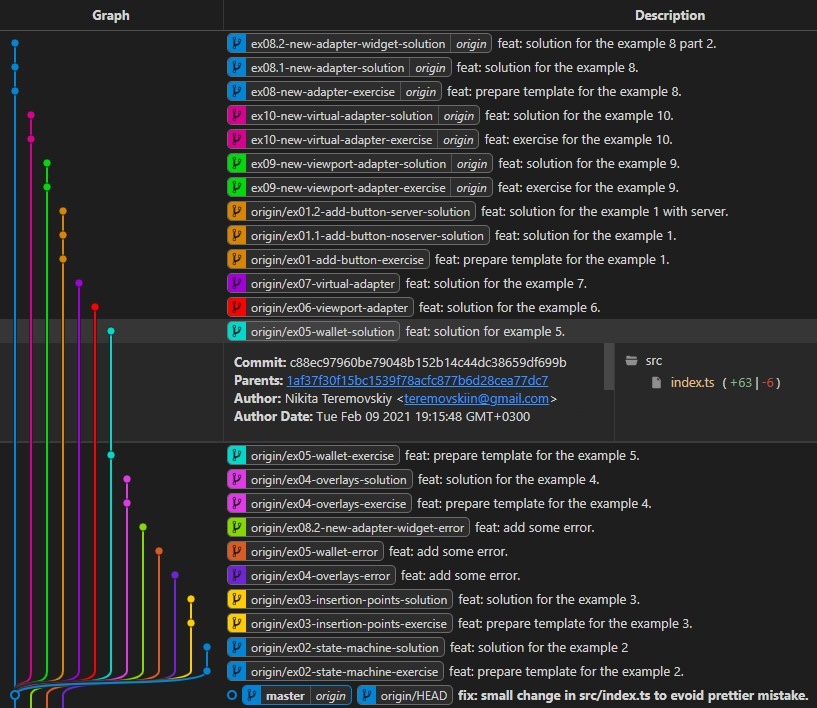 Graph Description
ex08.2-new-adapter-widget-solution origin feat: solution for the example 8 part 2.
ex08.1-new-adapter-solution origin feat: solution for the example 8.
ex08-new-adapter-exercise origin feat: prepare template for the example 8.
ex10-new-virtual-adapter-solution origin feat: solution for the example 10.
ex10-new-virtual-adapter-exercise origin feat: exercise for the example 10.
ex09-new-viewport-adapter-solution origin feat: solution for the example 9.
ex09-new-viewport-adapter-exercise origin feat: exercise for the example 9.
origin/ex01.2-add-button-server-solution feat: solution for the example 1 with server.
origin/ex01.1-add-button-noserver-solution feat: solution for the example 1.
origin/ex01-add-button-exercise feat: prepare template for the example 1.
origin/ex07-virtual-adapter feat: solution for the example 7.
origin/ex06-viewport-adapter feat: solution for the example 6.
origin/ex05-wallet-solution feat: solution for example 5.
Commit: c88ec97960be79048b152b14c44dc38659df699b
Parents: 1af37f30f15bc1539f78acfc877b6d28cea77dc7
Author: Nikita Teremovskiy <teremovskiin@gmail.com>
Author Date: Tue Feb 09 2021 19:15:48 GMT+0300
src
index.ts ( +63 | -6 )
origin/ex05-wallet-exercise feat: prepare template for the example 5.
origin/ex04-overlays-solution feat: solution for the example 4.
origin/ex04-overlays-exercise feat: prepare template for the example 4.
origin/ex08.2-new-adapter-widget-error feat: add some error.
origin/ex05-wallet-error feat: add some error.
origin/ex04-overlays-error feat: add some error.
origin/ex03-insertion-points-solution feat: solution for the example 3.
origin/ex03-insertion-points-exercise feat: prepare template for the example 3.
origin/ex02-state-machine-solution feat: solution for the example 2
origin/ex02-state-machine-exercise feat: prepare template for the example 2.
master origin origin/HEAD fix: small change in src/index.ts to evoid prettier mistake.